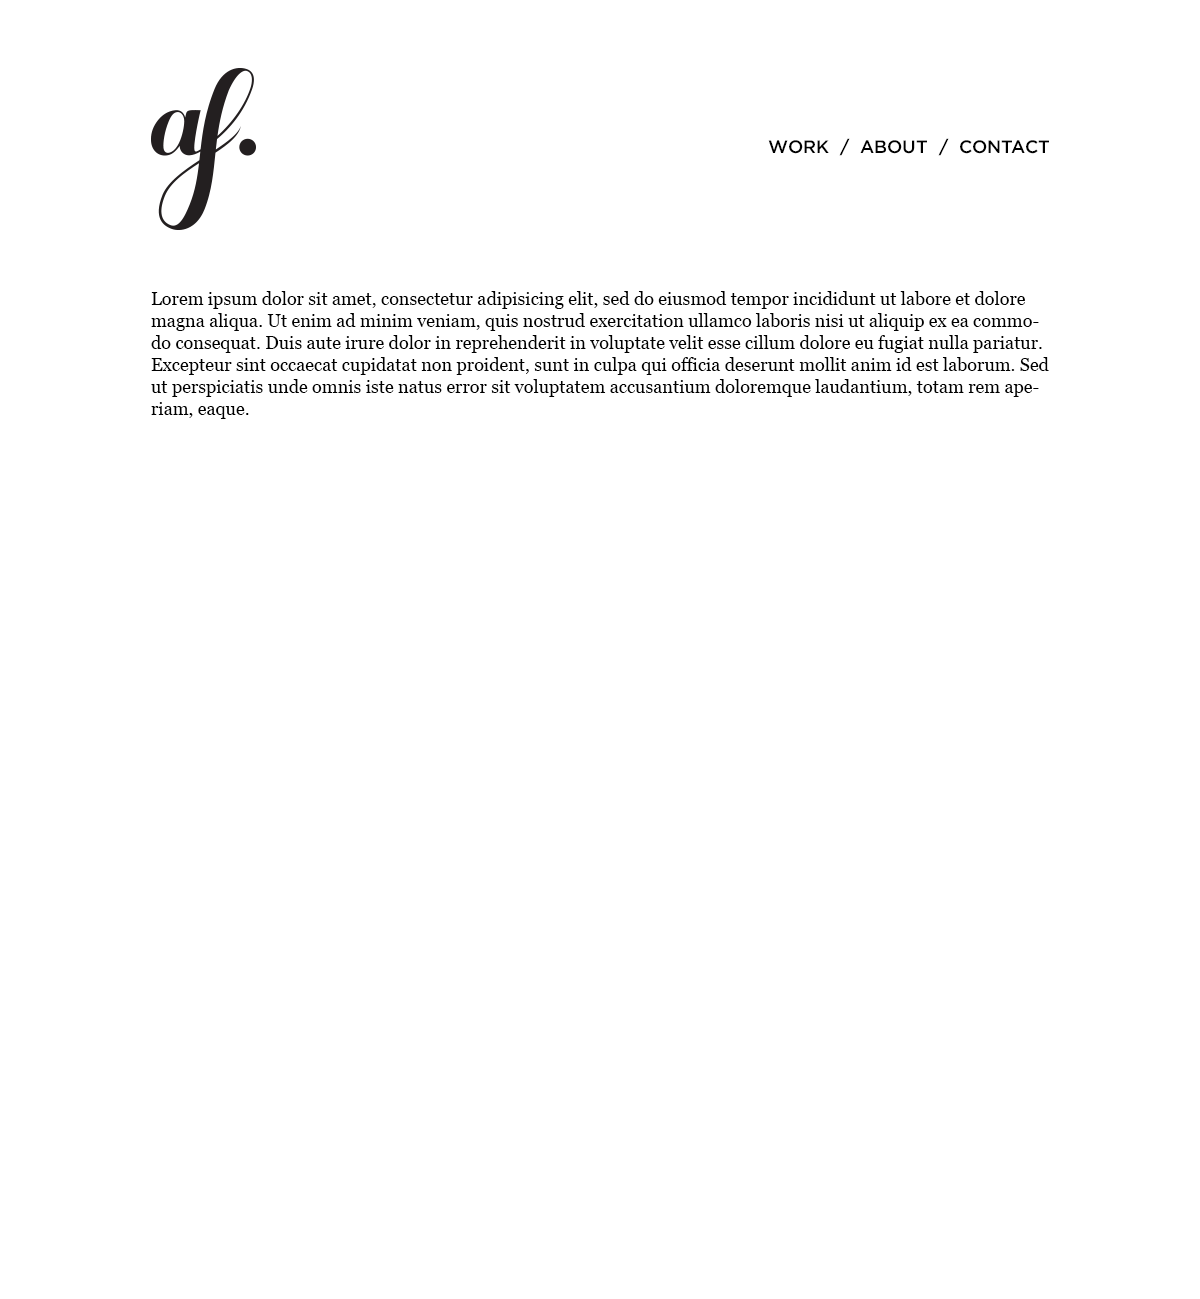 af.
WORK / ABOUT / CONTACT
Lorem ipsum dolor sit amet, consectetur adipisicing elit, sed do eiusmod tempor incididunt ut labore et dolore
magna aliqua. Ut enim ad minim veniam, quis nostrud exercitation ullamco laboris nisi ut aliquip ex ea commo-
do consequat. Duis aute irure dolor in reprehenderit in voluptate velit esse cillum dolore eu fugiat nulla pariatur.
Excepteur sint occaecat cupidatat non proident, sunt in culpa qui officia deserunt mollit anim id est laborum. Sed
ut perspiciatis unde omnis iste natus error sit voluptatem accusantium doloremque laudantium, totam rem ape-
riam, eaque.